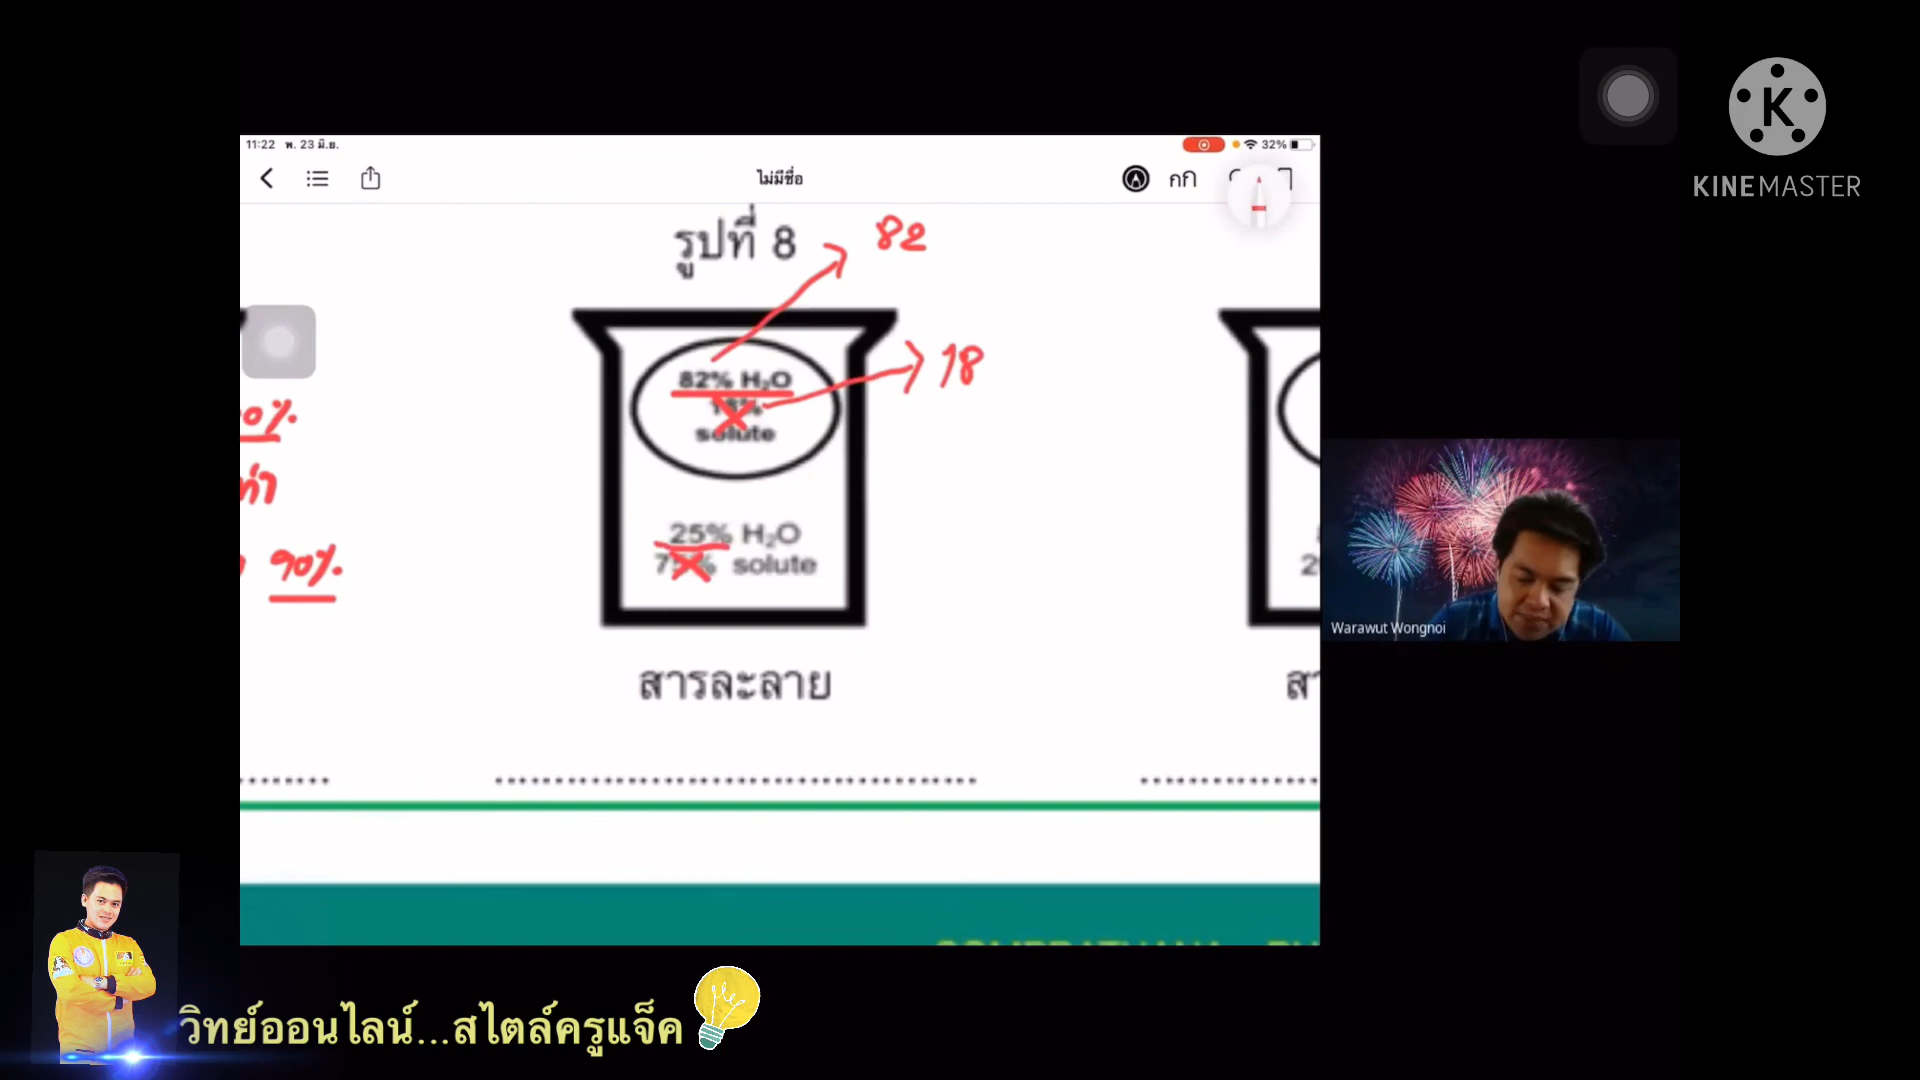 KINEMASTER
11:22 พ. 23 มิ.ย.
32%
ไม่มีชื่อ
กก
รูปที่ 8
82
82% H₂O
18%
solute
18
25% H₂O
75% solute
0%.
90%.
สารละลาย
Warawut Wongnoi
วิทย์ออนไลน์...สไตล์ครูแจ็ค